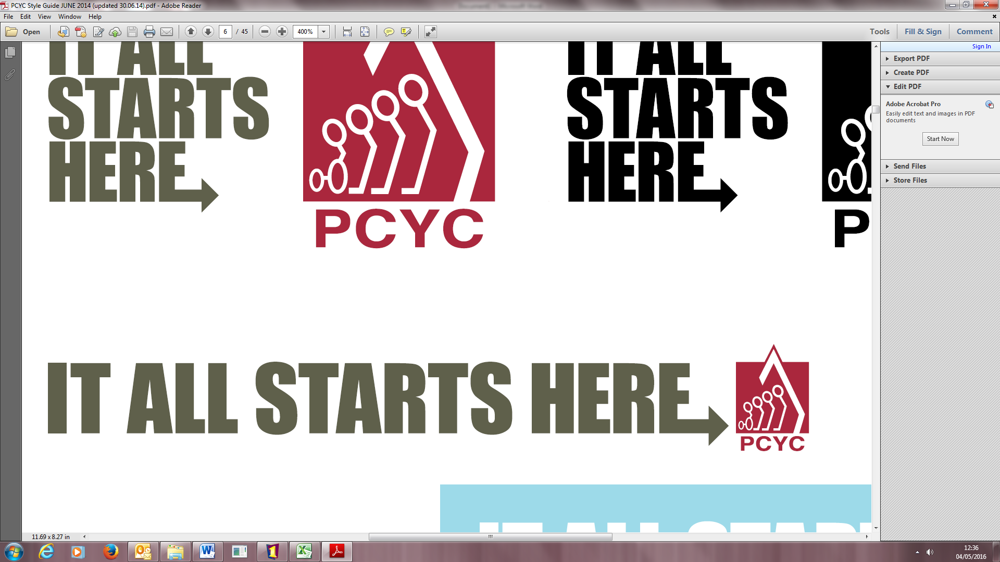 PCYC Style Guide JUNE 2014 (updated 30.06.14).pdf - Adobe Reader
File Edit View Window Help
Open 6 / 45 400% Tools Fill & Sign Comment
Sign In
Export PDF
Create PDF
Edit PDF
Adobe Acrobat Pro
Easily edit text and images in PDF
documents
Start Now
Send Files
Store Files
IT ALL
STARTS
HERE
PCYC
IT ALL
STARTS
HERE
P
IT ALL STARTS HERE
PCYC
IT ALL START
11.69 x 8.27 in
12:36
04/05/2016